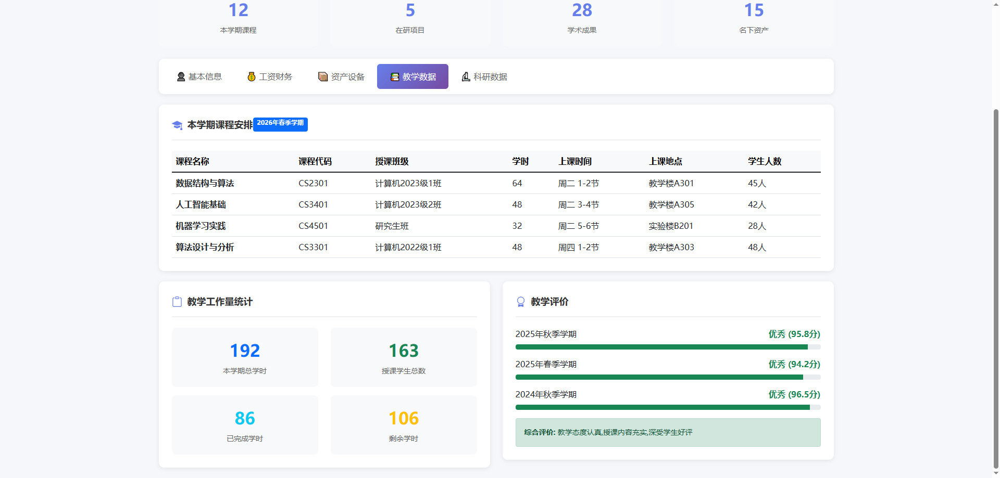 12
本学期课程
5
在研项目
28
学术成果
15
名下资产
基本信息 工资财务 资产设备 教学数据 科研数据
本学期课程安排 2026年春季学期
课程名称 课程代码 授课班级 学时 上课时间 上课地点 学生人数
数据结构与算法 CS2301 计算机2023级1班 64 周二 1-2节 教学楼A301 45人
人工智能基础 CS3401 计算机2023级2班 48 周二 3-4节 教学楼A305 42人
机器学习实践 CS4501 研究生班 32 周二 5-6节 实验楼B201 28人
算法设计与分析 CS3301 计算机2022级1班 48 周四 1-2节 教学楼A303 48人
教学工作量统计
192
本学期总学时
163
授课学生总数
86
已完成学时
106
剩余学时
教学评价
2025年秋季学期 优秀 (95.8分)
2025年春季学期 优秀 (94.2分)
2024年秋季学期 优秀 (96.5分)
综合评价: 教学态度认真,授课内容充实,深受学生好评